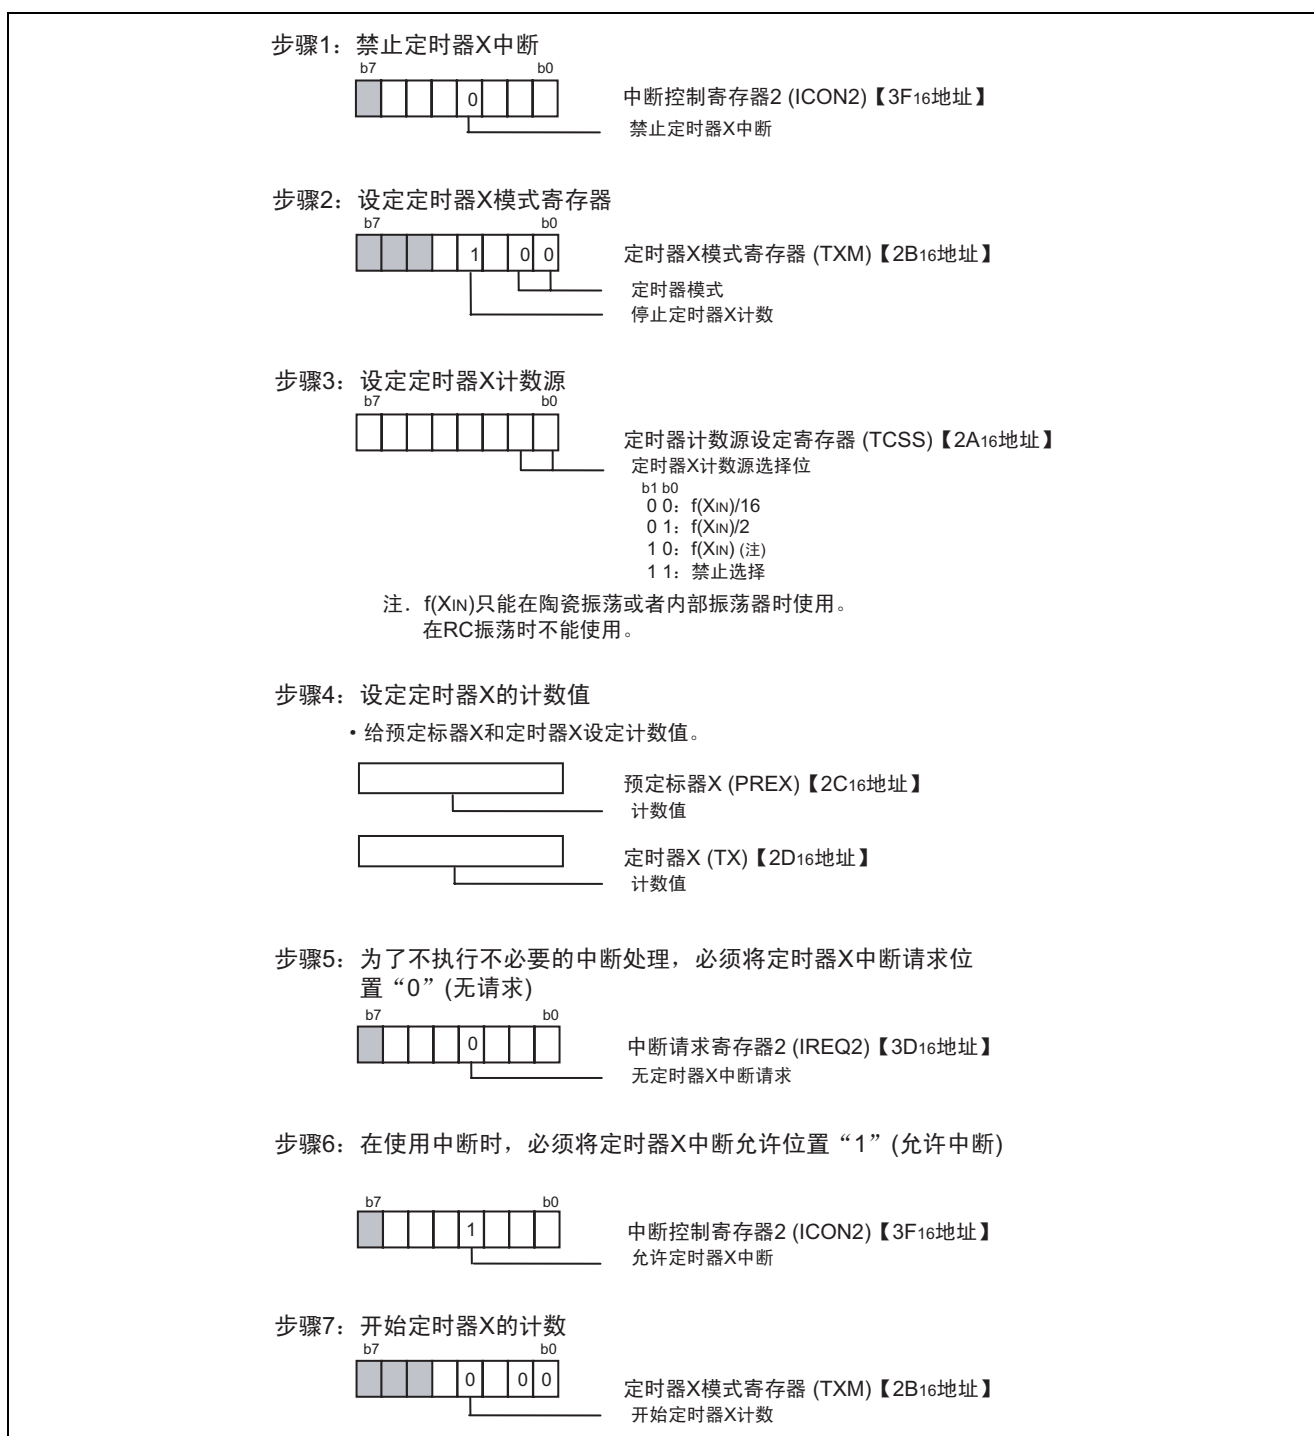 步骤1：禁止定时器X中断
b7 b0
0
中断控制寄存器2 (ICON2)【3F16地址】
禁止定时器X中断
步骤2：设定定时器X模式寄存器
b7 b0
1 0 0
定时器X模式寄存器 (TXM)【2B16地址】
定时器模式
停止定时器X计数
步骤3：设定定时器X计数源
b7 b0
定时器计数源设定寄存器 (TCSS)【2A16地址】
定时器X计数源选择位
b1 b0
0 0：f(XIN)/16
0 1：f(XIN)/2
1 0：f(XIN) (注)
1 1：禁止选择
注．f(XIN)只能在陶瓷振荡或者内部振荡器时使用。
在RC振荡时不能使用。
步骤4：设定定时器X的计数值
・给预定标器X和定时器X设定计数值。
预定标器X (PREX)【2C16地址】
计数值
定时器X (TX)【2D16地址】
计数值
步骤5：为了不执行不必要的中断处理，必须将定时器X中断请求位
置“0”(无请求)
b7 b0
0
中断请求寄存器2 (IREQ2)【3D16地址】
无定时器X中断请求
步骤6：在使用中断时，必须将定时器X中断允许位置“1”(允许中断)
b7 b0
1
中断控制寄存器2 (ICON2)【3F16地址】
允许定时器X中断
步骤7：开始定时器X的计数
b7 b0
0 0 0
定时器X模式寄存器 (TXM)【2B16地址】
开始定时器X计数